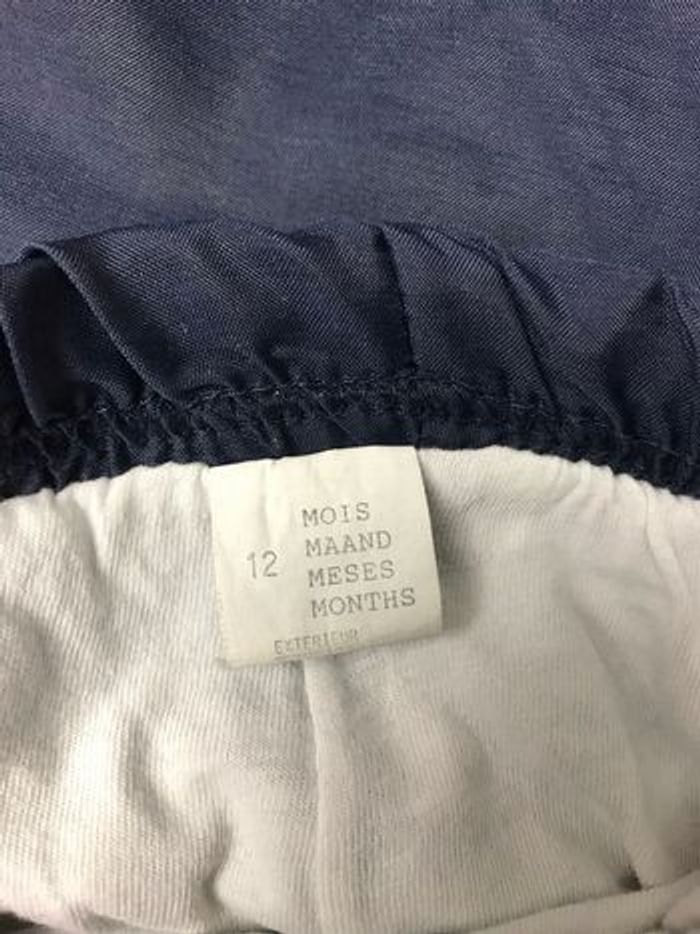 MOIS
MAAND
12
MESES
MONTHS
EXTERIEUR